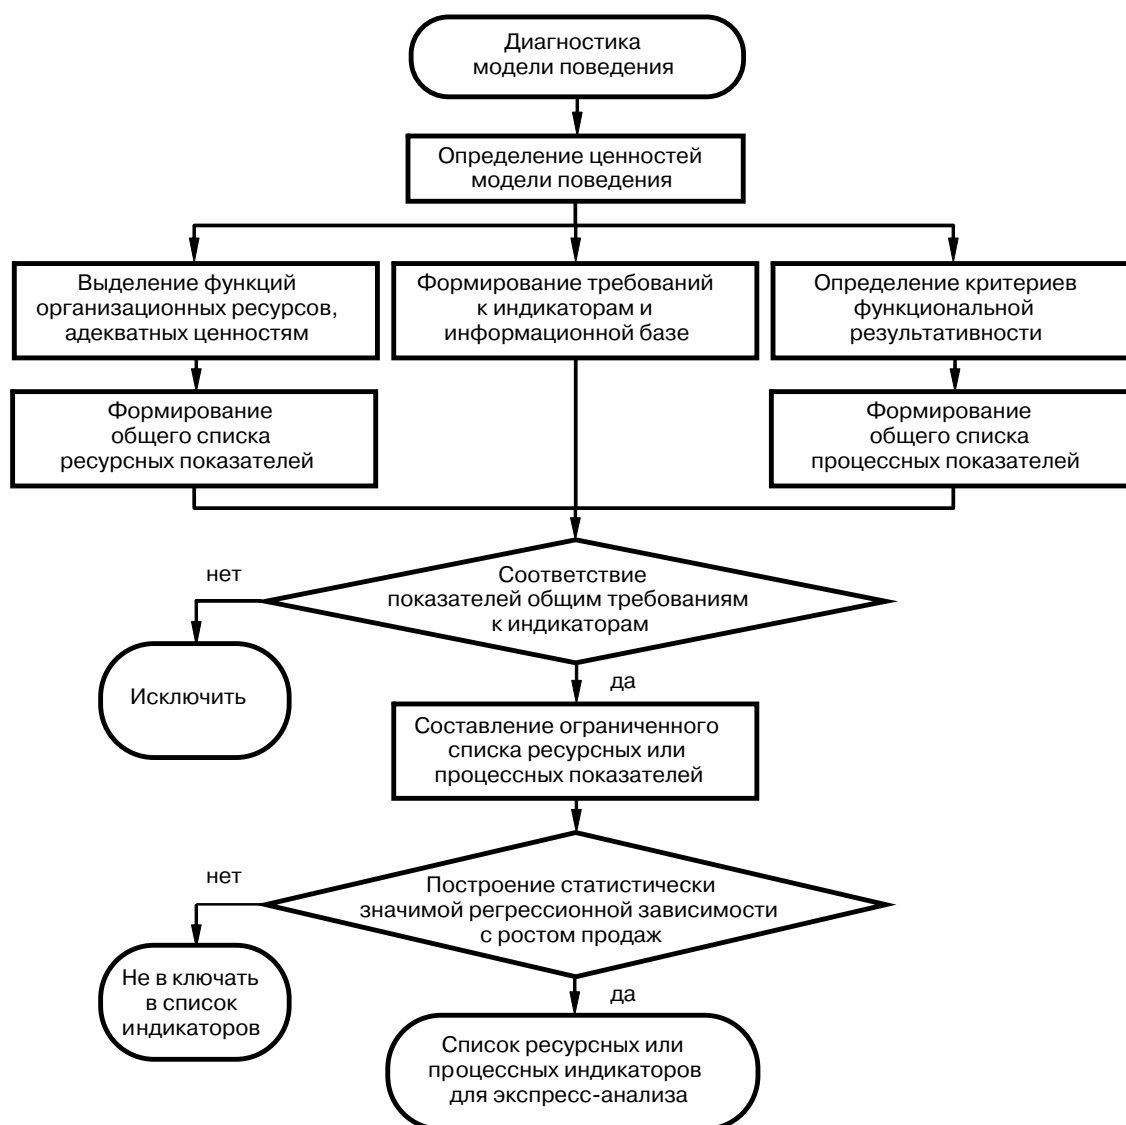 Диагностика
модели поведения
Определение ценностей
модели поведения
Выделение функций
организационных ресурсов,
адекватных ценностям
Формирование требований
к индикаторам и
информационной базе
Определение критериев
функциональной
результативности
Формирование
общего списка
ресурсных показателей
Формирование
общего списка
процессных показателей
нет
Соответствие
показателей общим требованиям
к индикаторам
Исключить
да
Составление ограниченного
списка ресурсных или
процессных показателей
нет
Построение статистически
значимой регрессионной зависимости
с ростом продаж
Не в ключать
в список
индикаторов
да
Список ресурсных или
процессных индикаторов
для экспресс-анализа